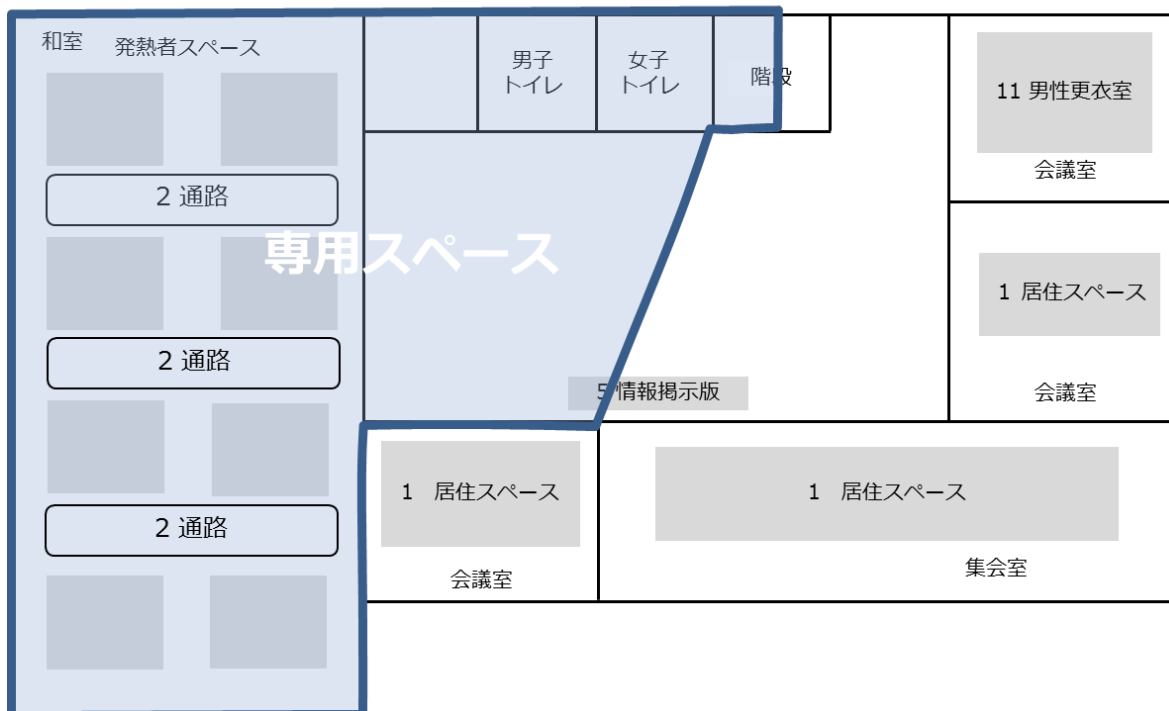 和室
発熱者スペース
男子
トイレ
女子
トイレ
階段
11 男性更衣室
会議室
2 通路
専用スペース
1 居住スペース
会議室
2 通路
5 情報掲示版
1 居住スペース
会議室
1 居住スペース
集会室
2 通路